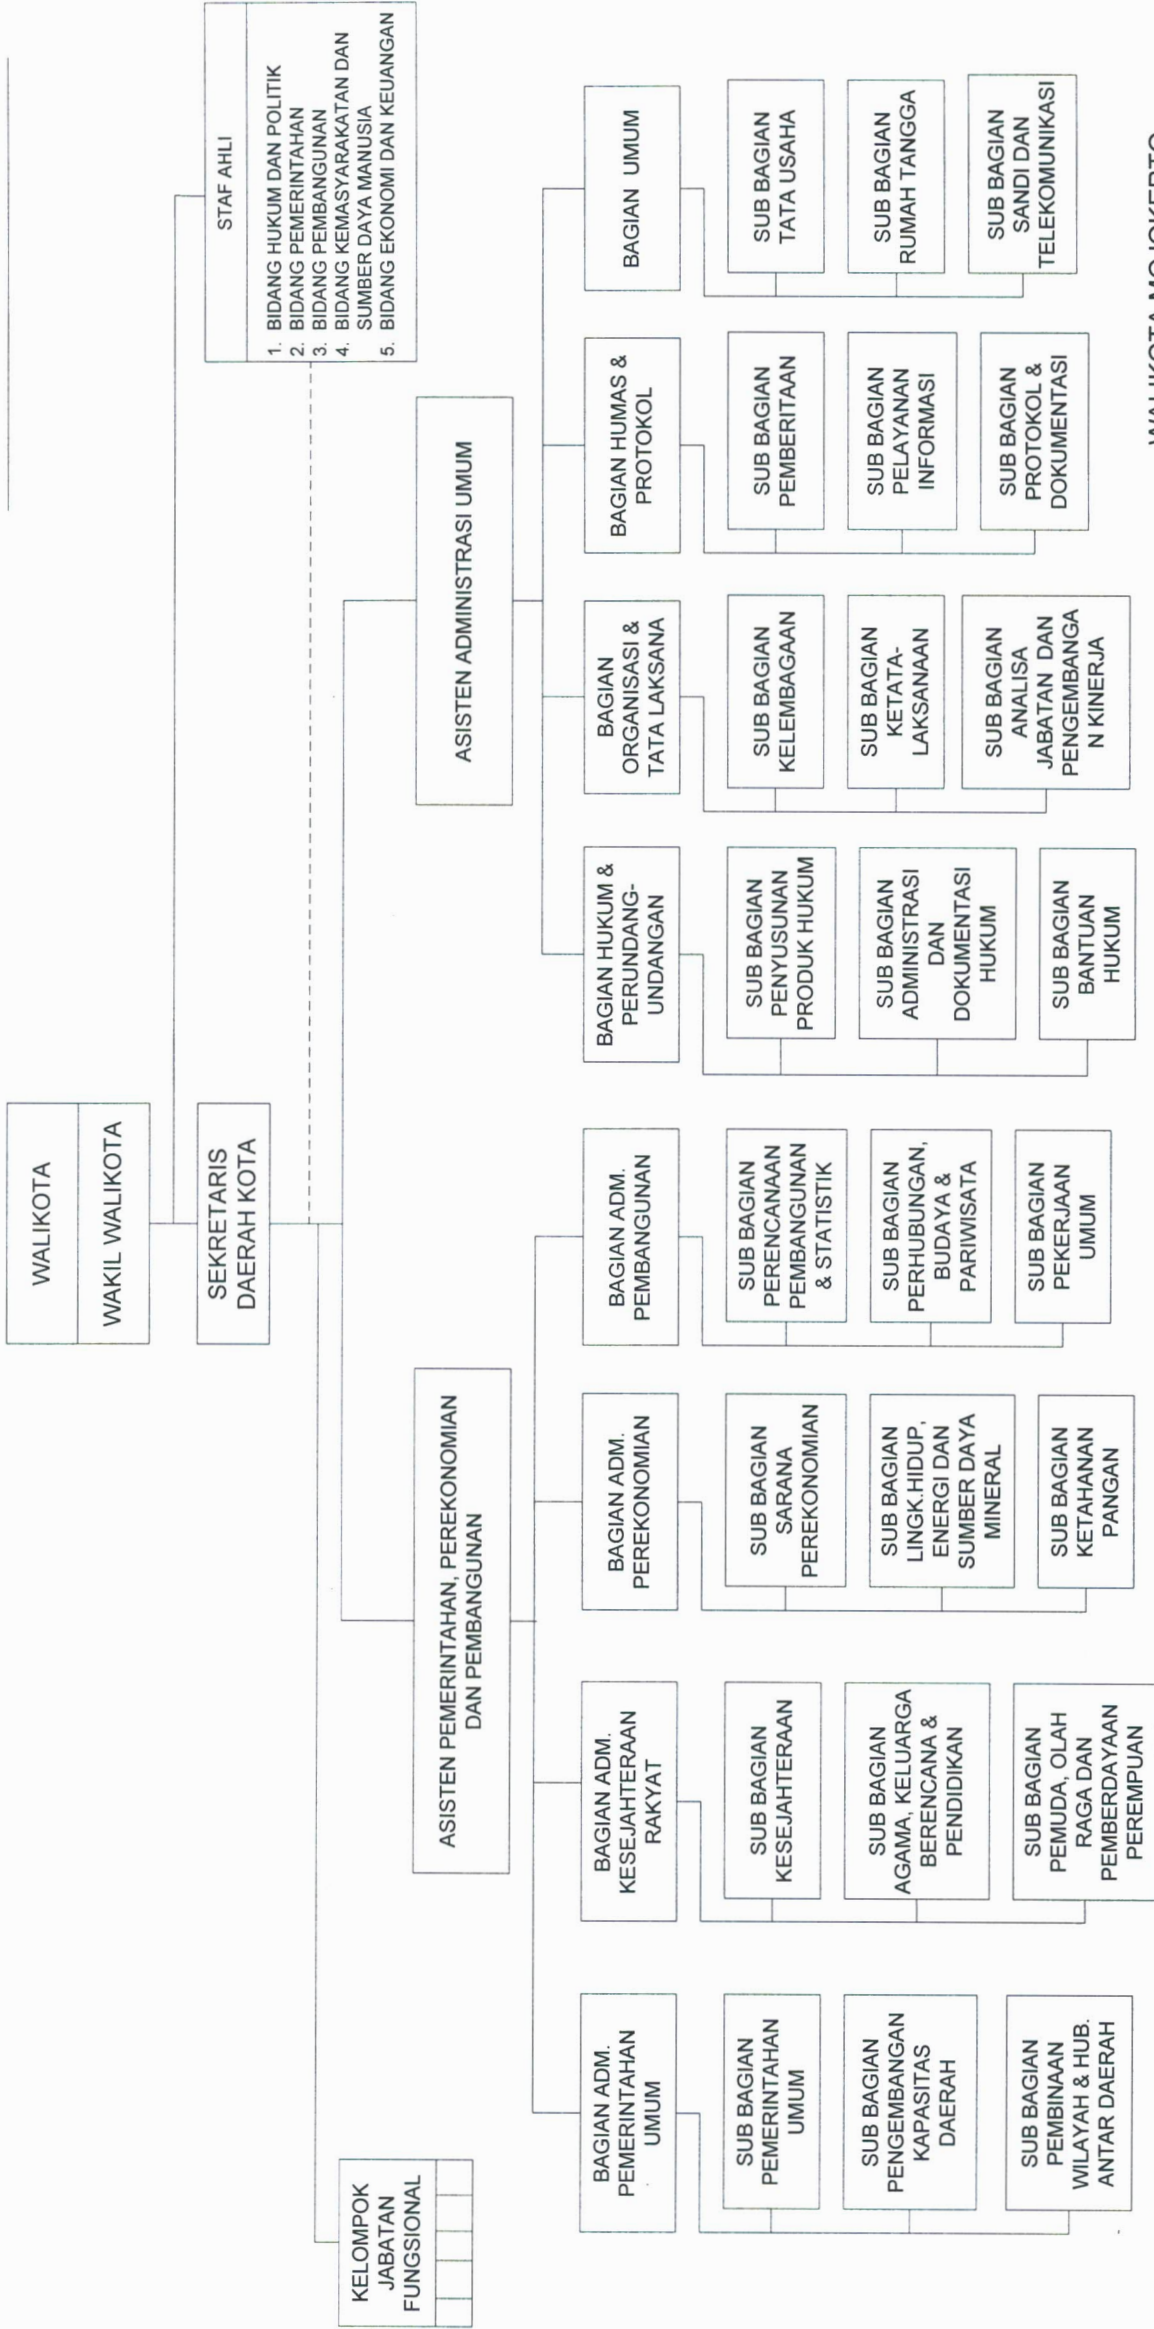 WALIKOTA
WAKIL WALIKOTA
SEKRETARIS
DAERAH KOTA
STAF AHLI
1. BIDANG HUKUM DAN POLITIK
2. BIDANG PEMERINTAHAN
3. BIDANG PEMBANGUNAN
4. BIDANG KEMASYARAKATAN DAN
SUMBER DAYA MANUSIA
5. BIDANG EKONOMI DAN KEUANGAN
KELOMPOK
JABATAN
FUNGSIONAL
ASISTEN PEMERINTAHAN, PEREKONOMIAN
DAN PEMBANGUNAN
ASISTEN ADMINISTRASI UMUM
BAGIAN ADM.
PEMERINTAHAN
UMUM
SUB BAGIAN
PEMERINTAHAN
UMUM
SUB BAGIAN
PENGEMBANGAN
KAPASITAS
DAERAH
SUB BAGIAN
PEMBINAAN
WILAYAH & HUB.
ANTAR DAERAH
BAGIAN ADM.
KESEJAHTERAAN
RAKYAT
SUB BAGIAN
KESEJAHTERAAN
SUB BAGIAN
AGAMA, KELUARGA
BERENCANA &
PENDIDIKAN
SUB BAGIAN
PEMUDA, OLAH
RAGA DAN
PEMBERDAYAAN
PEREMPUAN
BAGIAN ADM.
PEREKONOMIAN
SUB BAGIAN
SARANA
PEREKONOMIAN
SUB BAGIAN
LINGK.HIDUP,
ENERGI DAN
SUMBER DAYA
MINERAL
SUB BAGIAN
KETAHANAN
PANGAN
BAGIAN ADM.
PEMBANGUNAN
SUB BAGIAN
PERENCANAAN
PEMBANGUNAN
& STATISTIK
SUB BAGIAN
PERHUBUNGAN,
BUDAYA &
PARIWISATA
SUB BAGIAN
PEKERJAAN
UMUM
BAGIAN HUKUM &
PERUNDANG-
UNDANGAN
SUB BAGIAN
PENYUSUNAN
PRODUK HUKUM
SUB BAGIAN
ADMINISTRASI
DAN
DOKUMENTASI
HUKUM
SUB BAGIAN
BANTUAN
HUKUM
BAGIAN
ORGANISASI &
TATA LAKSANA
SUB BAGIAN
KELEMBAGAAN
SUB BAGIAN
KETATA-
LAKSANAAN
SUB BAGIAN
ANALISA
JABATAN DAN
PENGEMBANGA
N KINERJA
BAGIAN HUMAS &
PROTOKOL
SUB BAGIAN
PEMBERITAAN
SUB BAGIAN
PELAYANAN
INFORMASI
SUB BAGIAN
PROTOKOL &
DOKUMENTASI
BAGIAN UMUM
SUB BAGIAN
TATA USAHA
SUB BAGIAN
RUMAH TANGGA
SUB BAGIAN
SANDI DAN
TELEKOMUNIKASI
WALIKOTA MOJOKERTO